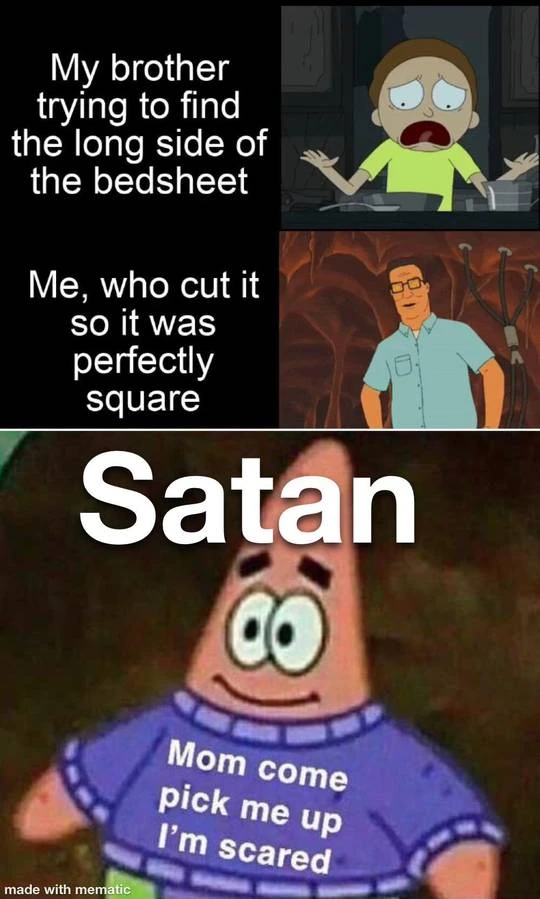 My brother
trying to find
the long side of
the bedsheet
Me, who cut it
so it was
perfectly
square
Satan
Mom come
pick me up
I'm scared
made with mematic